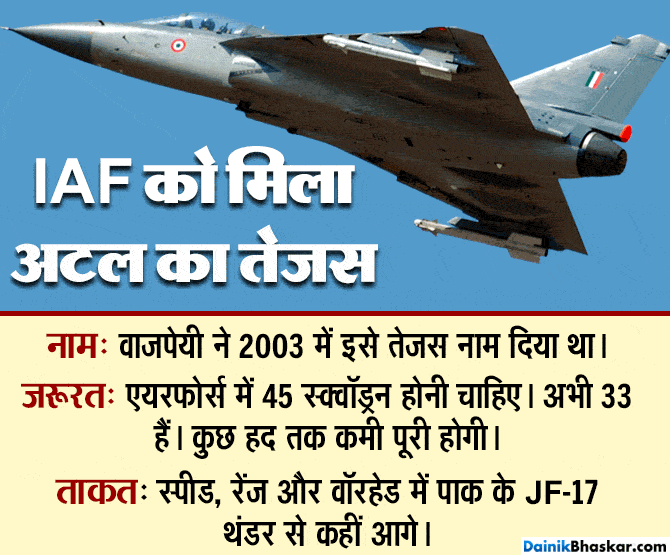 IAF को मिला
अटल का तेजस
नामः वाजपेयी ने 2003 में इसे तेजस नाम दिया था।
जरूरतः एयरफोर्स में 45 स्क्वॉड्रन होनी चाहिए। अभी 33
हैं। कुछ हद तक कमी पूरी होगी।
ताकतः स्पीड, रेंज और वॉरहेड में पाक के JF-17
थंडर से कहीं आगे।
DainikBhaskar.com